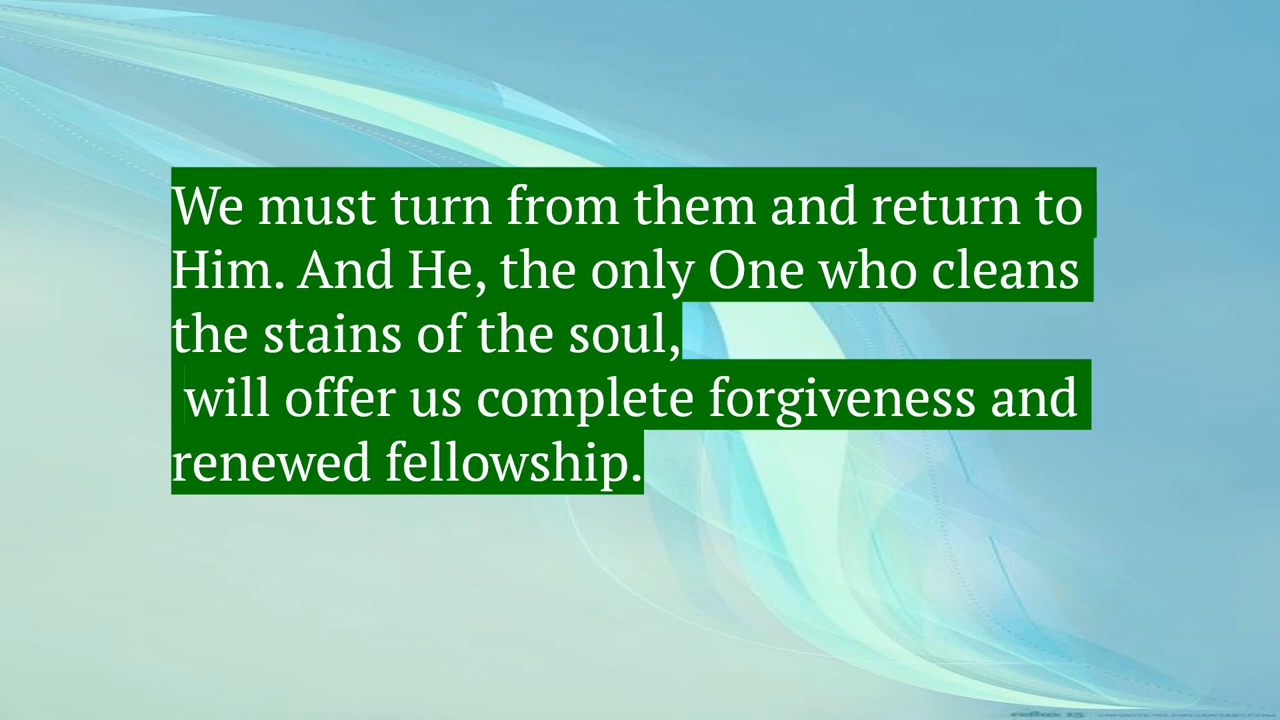 We must turn from them and return to
Him. And He, the only One who cleans
the stains of the soul,
will offer us complete forgiveness and
renewed fellowship.